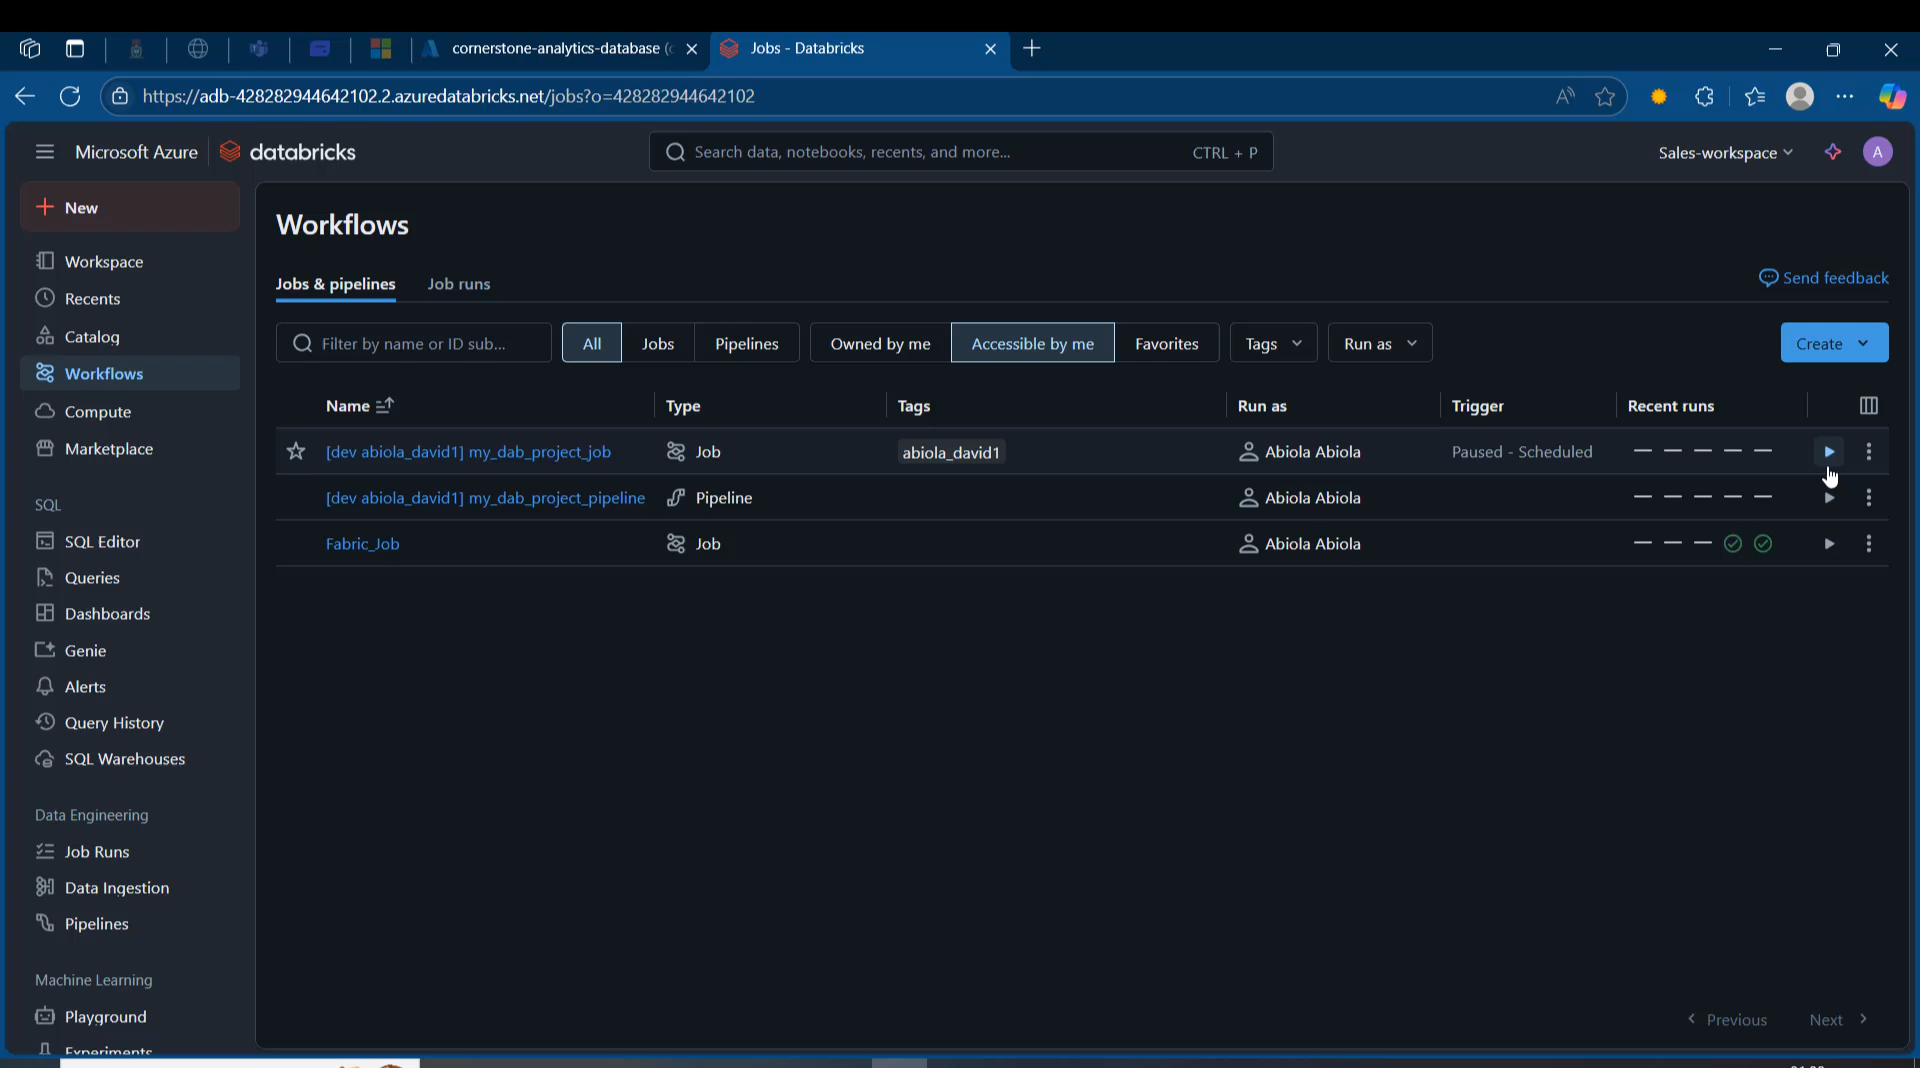 cornerstone-analytics-database (
Jobs - Databricks
https://adb-428282944642102.2.azuredatabricks.net/jobs?o=428282944642102
Microsoft Azure databricks
Search data, notebooks, recents, and more... CTRL + P
Sales-workspace
A
New
Workspace
Recents
Catalog
Workflows
Compute
Marketplace
SQL
SQL Editor
Queries
Dashboards
Genie
Alerts
Query History
SQL Warehouses
Data Engineering
Job Runs
Data Ingestion
Pipelines
Machine Learning
Playground
Experiments
Workflows
Jobs & pipelines Job runs
Send feedback
Filter by name or ID sub... All Jobs Pipelines Owned by me Accessible by me Favorites Tags Run as Create
Name Type Tags Run as Trigger Recent runs
[dev abiola_david1] my_dab_project_job Job abiola_david1 Abiola Abiola Paused - Scheduled
[dev abiola_david1] my_dab_project_pipeline Pipeline Abiola Abiola
Fabric_Job Job Abiola Abiola
Previous Next